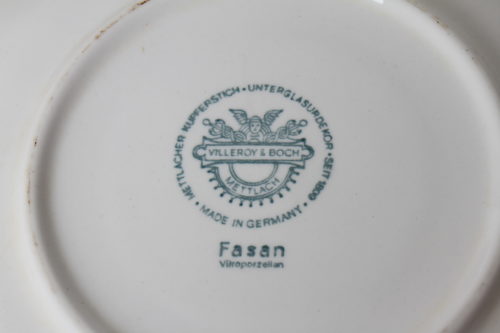 METTLACHER KUPFERSTICH • UNTERGLASURDEKOR • SEIT 1809 • MADE IN GERMANY •
VILLEROY & BOCH
METTLACH
Fasan
Vitroporzellan